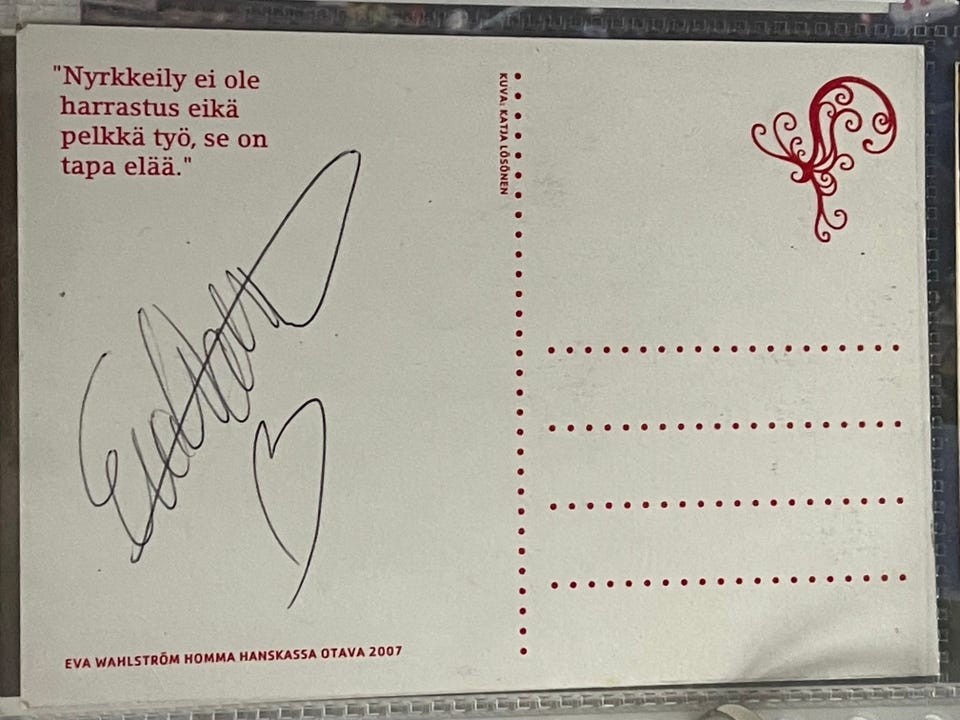 "Nyrkkeily ei ole
harrastus eikä
pelkkä työ, se on
tapa elää."
KUVA: KATJA LÖSÖNEN
Eva
EVA WAHLSTRÖM HOMMA HANSKASSA OTAVA 2007